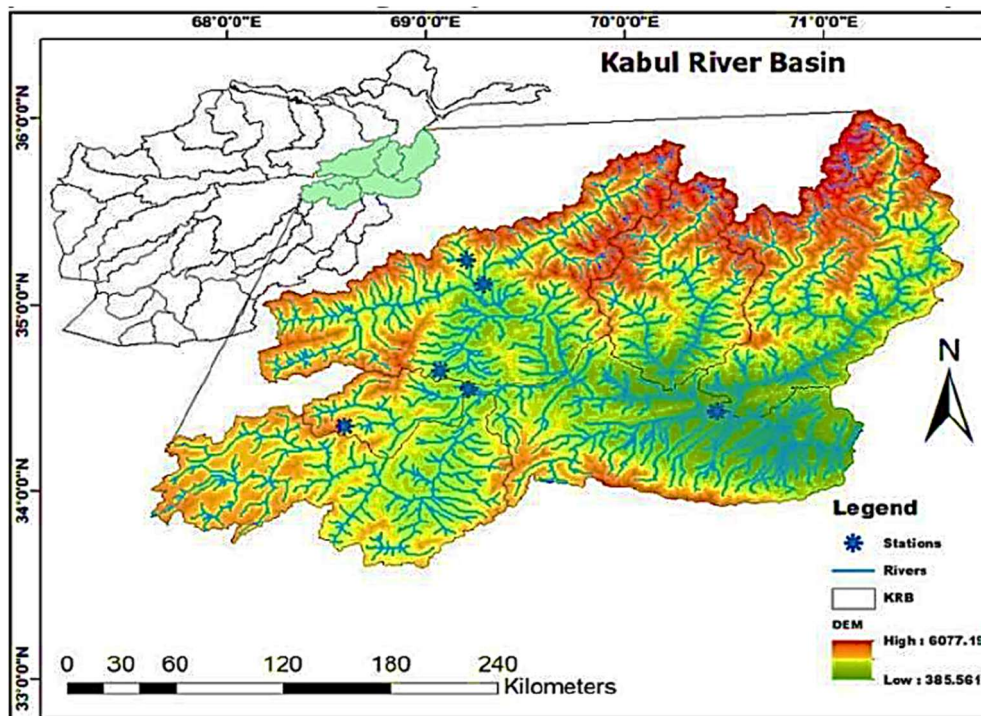 68°0'0"E 69°0'0"E 70°0'0"E 71°0'0"E
Kabul River Basin
36°0'0"N
35°0'0"N
34°0'0"N
33°0'0"N
N
Legend
Stations
Rivers
KRB
DEM
High : 6077.19
Low : 385.561
0 30 60 120 180 240
Kilometers